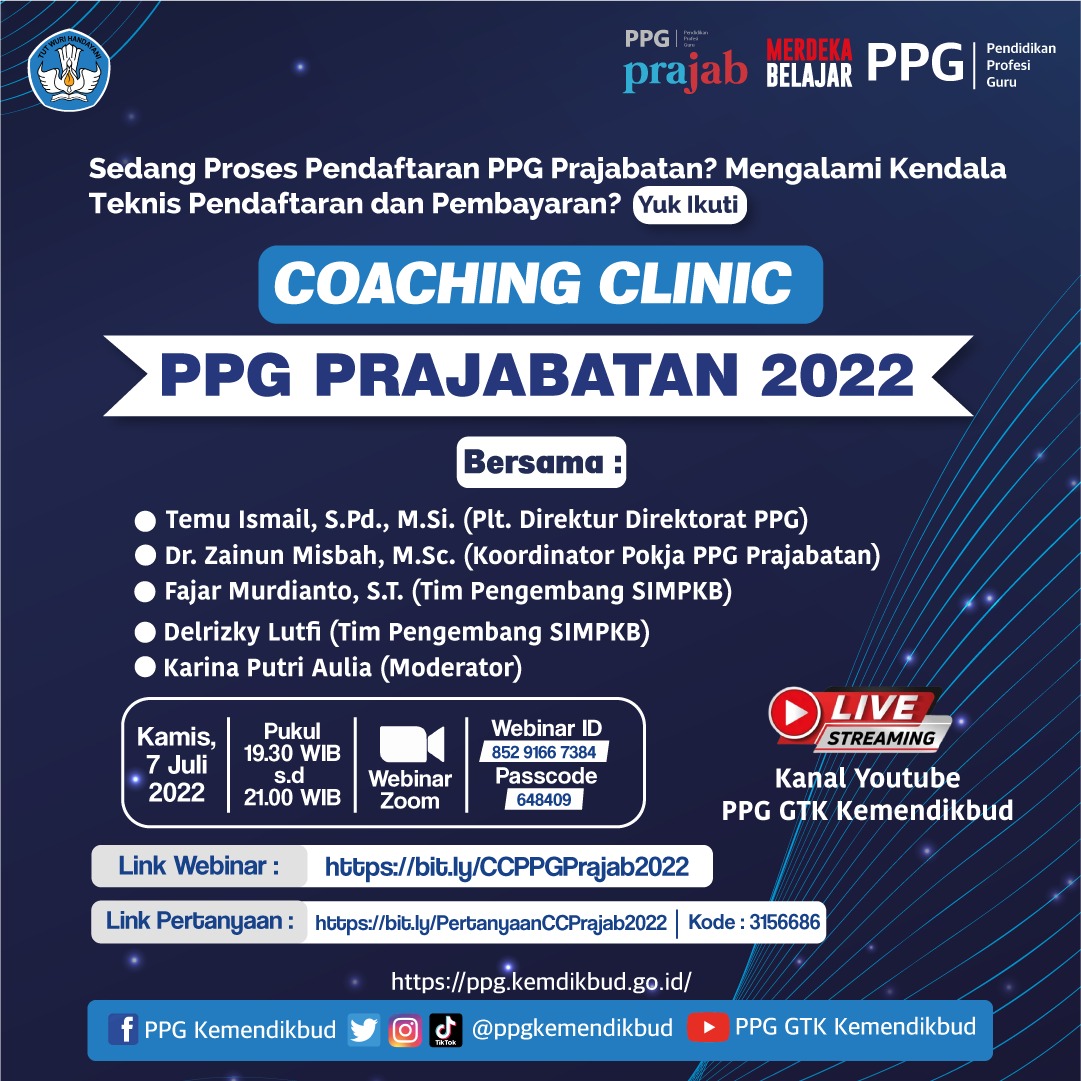 TUT WURI HANDAYANI
PPG | Pendidikan
Profesi
Guru
prajab
MERDEKA
BELAJAR
PPG | Pendidikan
Profesi
Guru
Sedang Proses Pendaftaran PPG Prajabatan? Mengalami Kendala
Teknis Pendaftaran dan Pembayaran? Yuk Ikuti
COACHING CLINIC
PPG PRAJABATAN 2022
Bersama :
● Temu Ismail, S.Pd., M.Si. (Plt. Direktur Direktorat PPG)
● Dr. Zainun Misbah, M.Sc. (Koordinator Pokja PPG Prajabatan)
● Fajar Murdianto, S.T. (Tim Pengembang SIMPKB)
● Delrizky Lutfi (Tim Pengembang SIMPKB)
● Karina Putri Aulia (Moderator)
Kamis,
7 Juli
2022
Pukul
19.30 WIB
s.d
21.00 WIB
Webinar
Zoom
Webinar ID
852 9166 7384
Passcode
648409
LIVE
STREAMING
Kanal Youtube
PPG GTK Kemendikbud
Link Webinar : https://bit.ly/CCPPGPrajab2022
Link Pertanyaan : https://bit.ly/PertanyaanCCPrajab2022 | Kode : 3156686
https://ppg.kemdikbud.go.id/
PPG Kemendikbud TikTok @ppgkemendikbud PPG GTK Kemendikbud